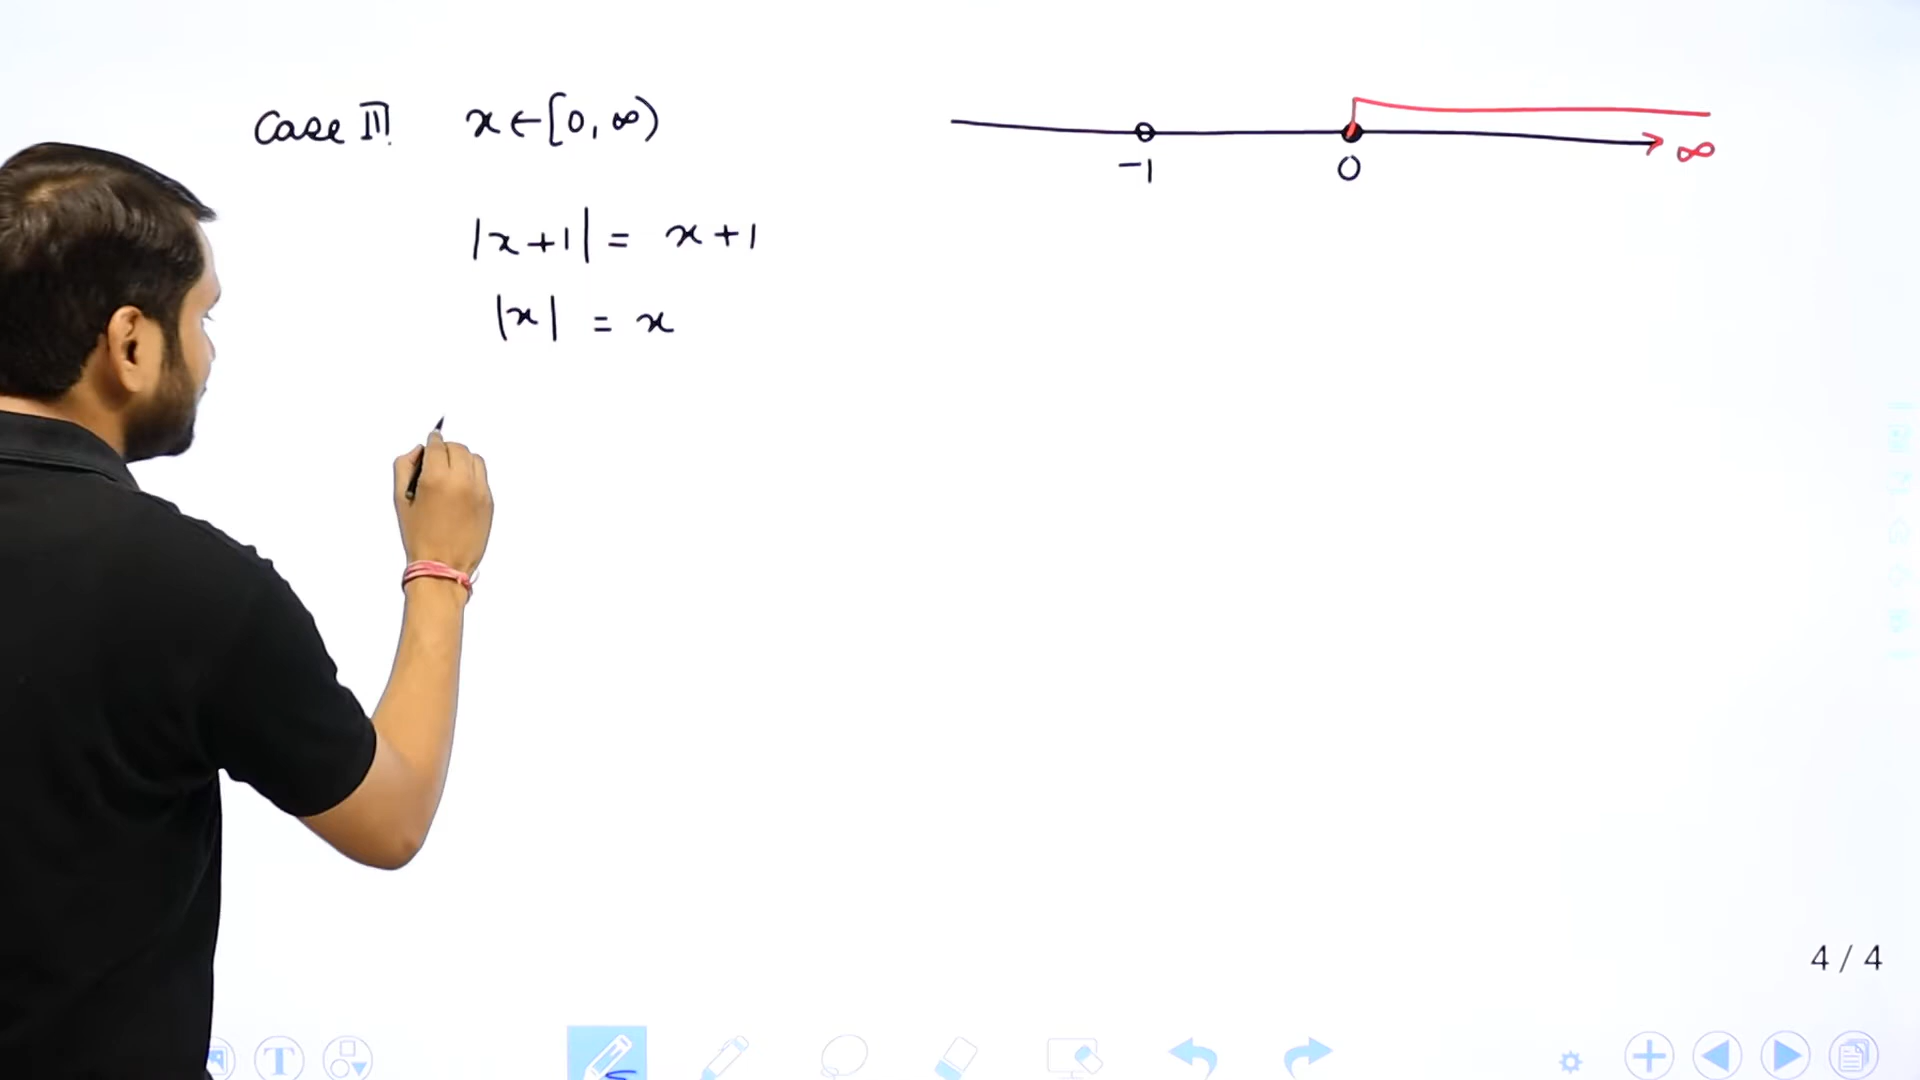 Case III x ∈ [0, ∞)
|x+1| = x+1
|x| = x
-1 0 ∞
4 / 4
T